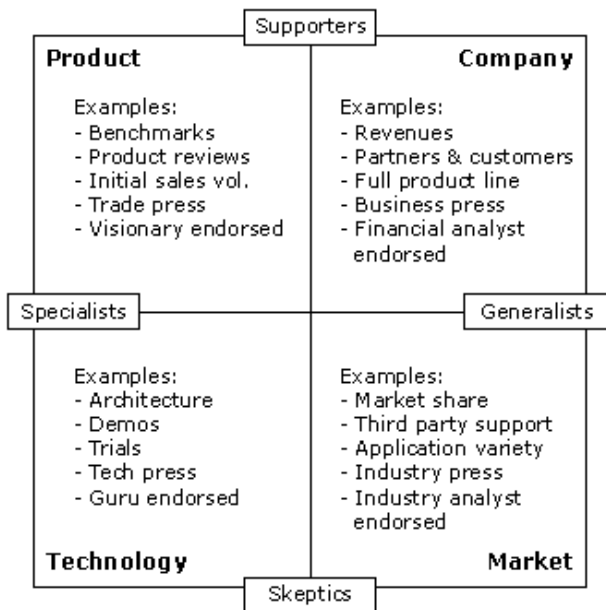 Supporters
Product
Examples:
- Benchmarks
- Product reviews
- Initial sales vol.
- Trade press
- Visionary endorsed
Company
Examples:
- Revenues
- Partners & customers
- Full product line
- Business press
- Financial analyst
endorsed
Specialists
Generalists
Examples:
- Architecture
- Demos
- Trials
- Tech press
- Guru endorsed
Technology
Examples:
- Market share
- Third party support
- Application variety
- Industry press
- Industry analyst
endorsed
Market
Skeptics